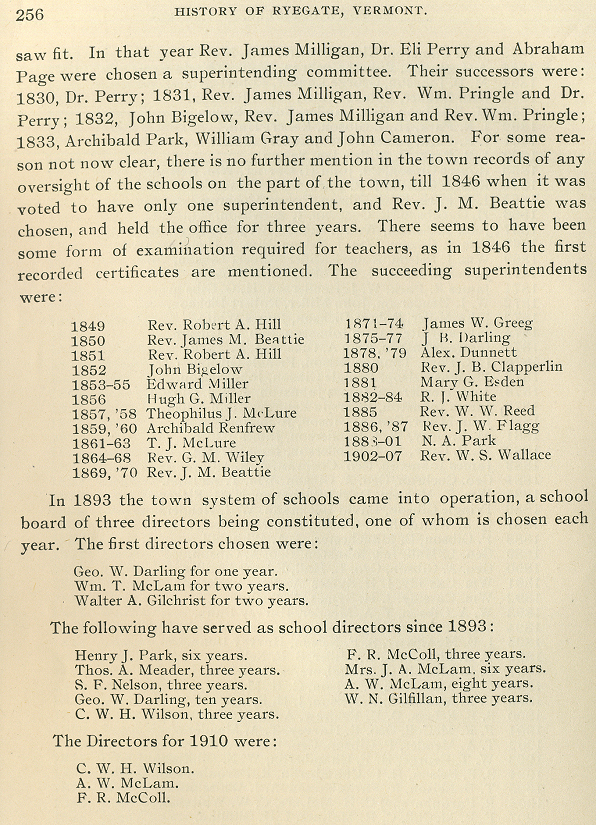 256 HISTORY OF RYEGATE, VERMONT.
saw fit. In that year Rev. James Milligan, Dr. Eli Perry and Abraham
Page were chosen a superintending committee. Their successors were:
1830, Dr. Perry; 1831, Rev. James Milligan, Rev. Wm. Pringle and Dr.
Perry; 1832, John Bigelow, Rev. James Milligan and Rev. Wm. Pringle;
1833, Archibald Park, William Gray and John Cameron. For some rea-
son not now clear, there is no further mention in the town records of any
oversight of the schools on the part of the town, till 1846 when it was
voted to have only one superintendent, and Rev. J. M. Beattie was
chosen, and held the office for three years. There seems to have been
some form of examination required for teachers, as in 1846 the first
recorded certificates are mentioned. The succeeding superintendents
were:
1849 Rev. Robert A. Hill
1850 Rev. James M. Beattie
1851 Rev. Robert A. Hill
1852 John Bigelow
1853-55 Edward Miller
1856 Hugh G. Miller
1857, '58 Theophilus J. McLure
1859, '60 Archibald Renfrew
1861-63 T. J. McLure
1864-68 Rev. G. M. Wiley
1869, '70 Rev. J. M. Beattie
1871-74 James W. Greeg
1875-77 J B. Darling
1878, '79 Alex. Dunnett
1880 Rev. J. B. Clapperlin
1881 Mary G. Esden
1882-84 R. J. White
1885 Rev. W. W. Reed
1886, '87 Rev. J. W. Flagg
1888-01 N. A. Park
1902-07 Rev. W. S. Wallace
In 1893 the town system of schools came into operation, a school
board of three directors being constituted, one of whom is chosen each
year. The first directors chosen were:
Geo. W. Darling for one year.
Wm. T. McLam for two years.
Walter A. Gilchrist for two years.
The following have served as school directors since 1893:
Henry J. Park, six years.
Thos. A. Meader, three years.
S. F. Nelson, three years.
Geo. W. Darling, ten years.
C. W. H. Wilson, three years.
F. R. McColl, three years.
Mrs. J. A. McLam, six years.
A. W. McLam, eight years.
W. N. Gilfillan, three years.
The Directors for 1910 were:
C. W. H. Wilson.
A. W. McLam.
F. R. McColl.